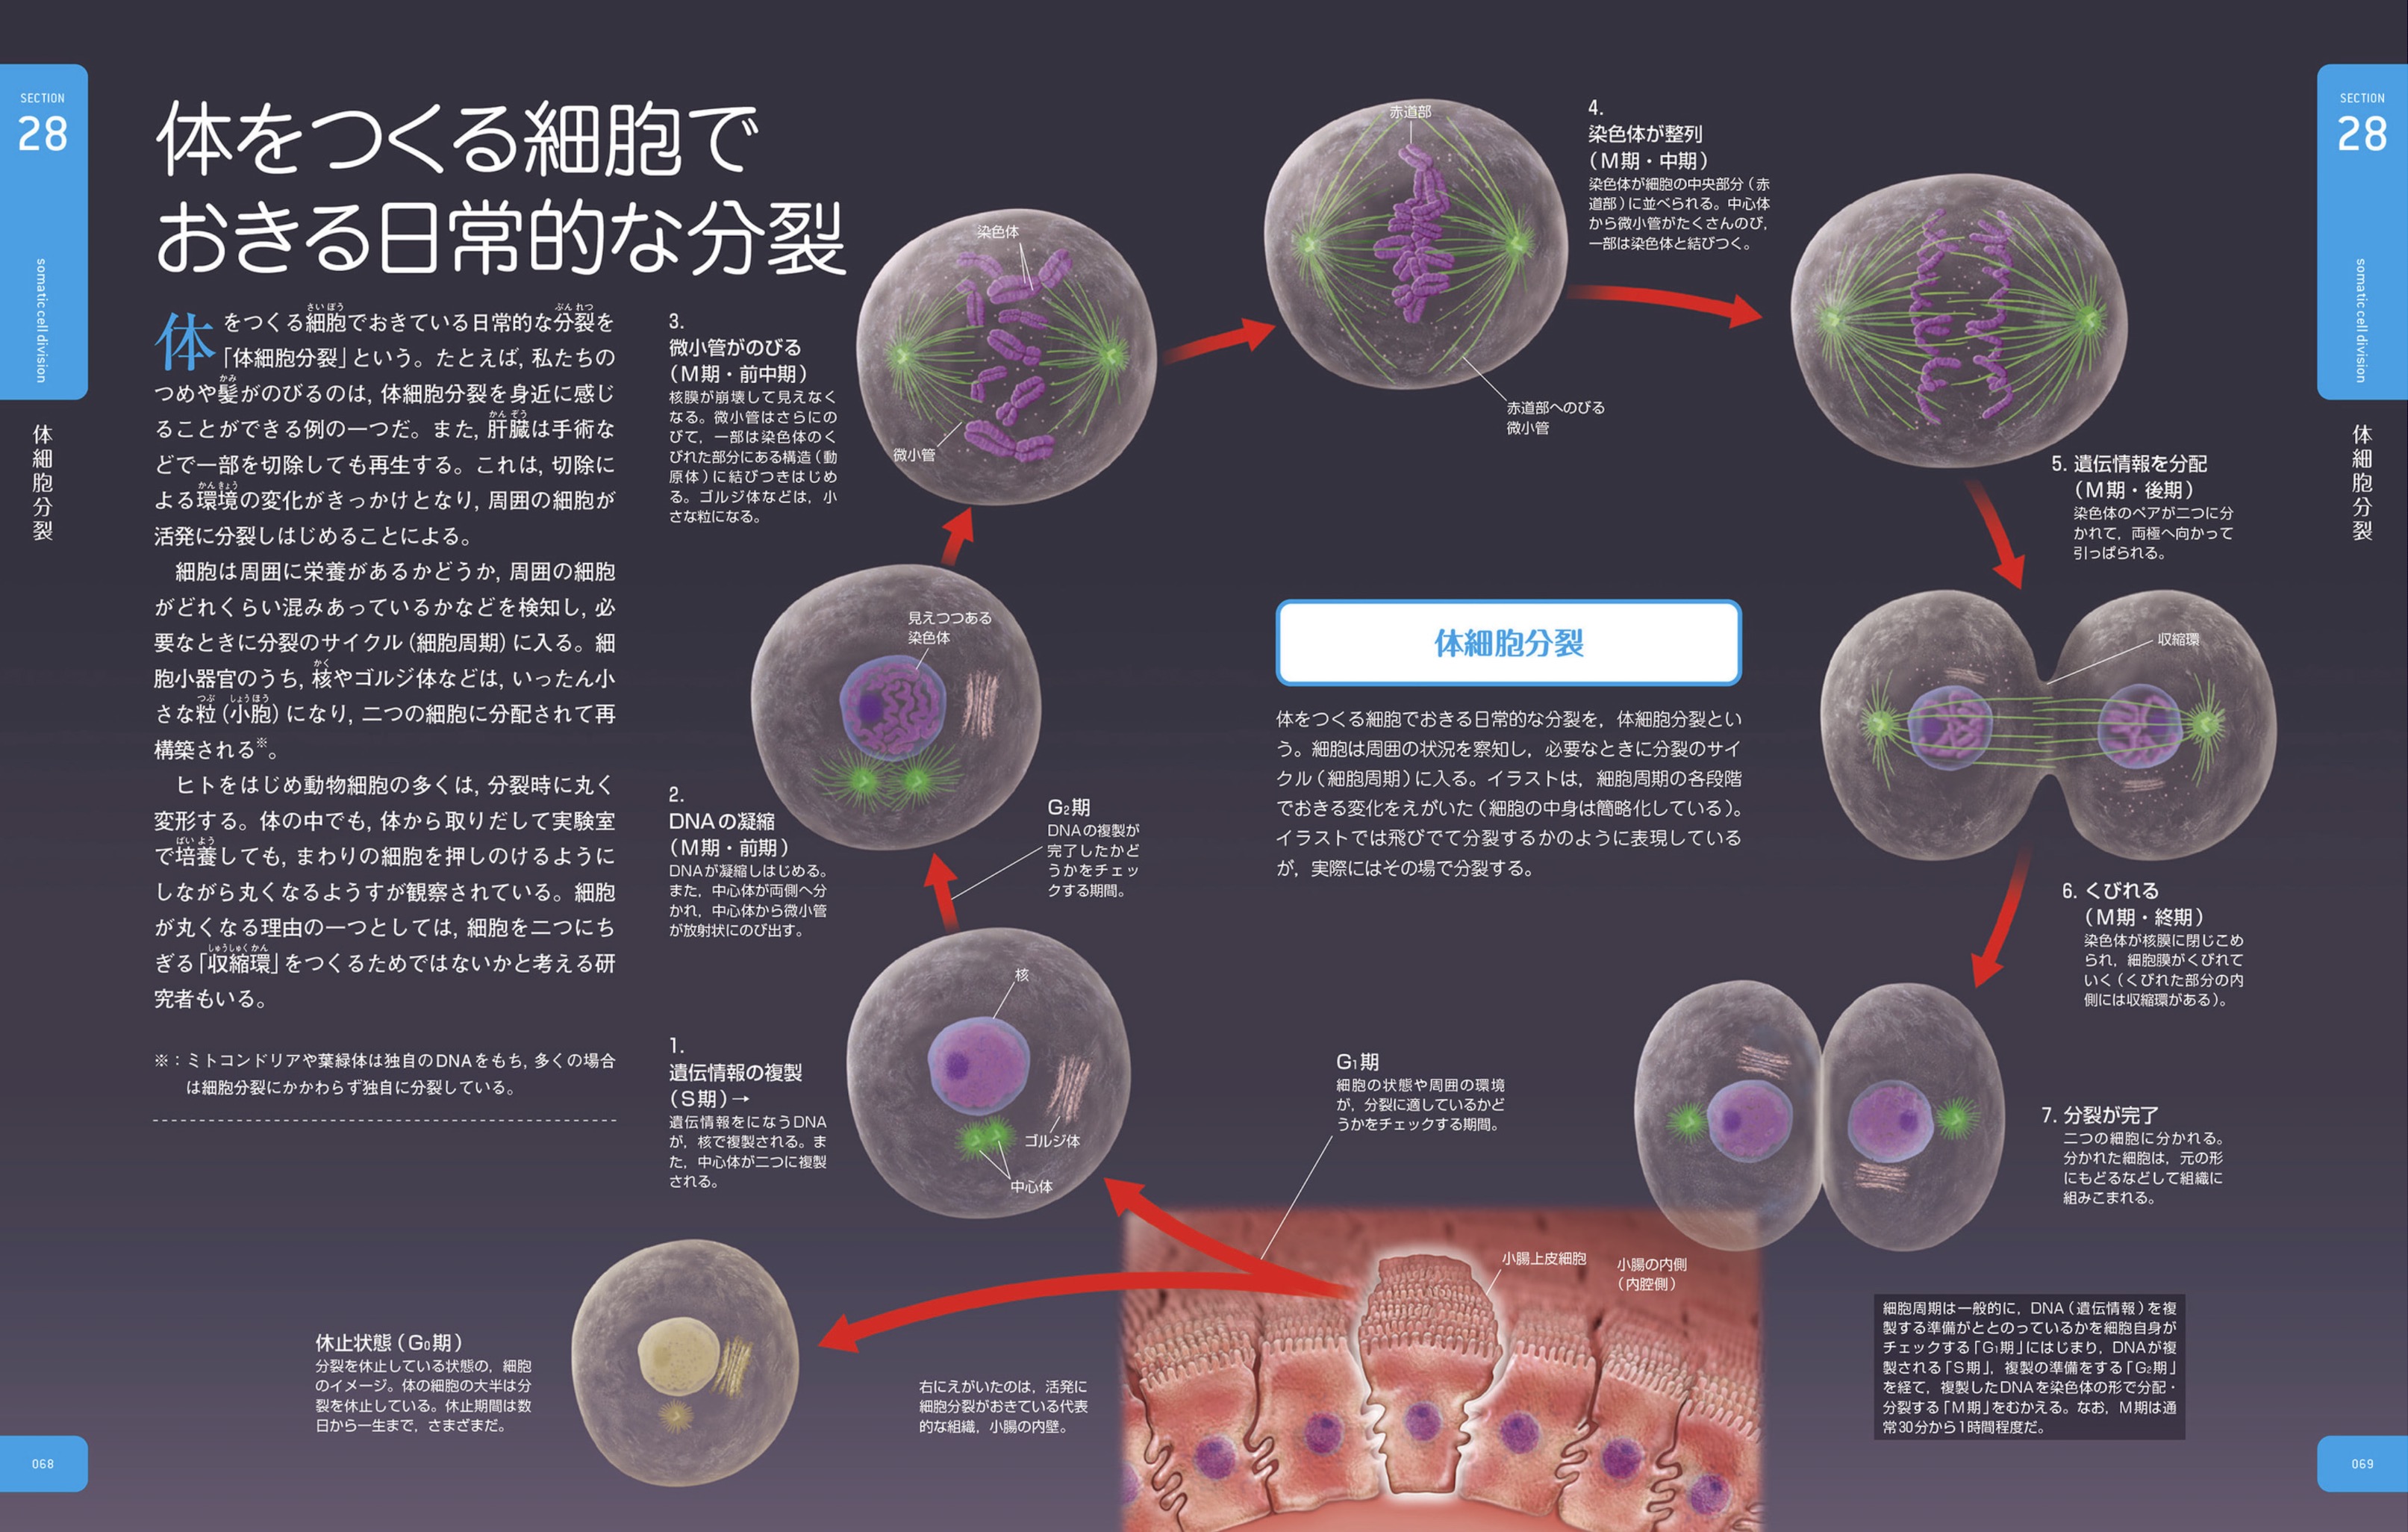 SECTION
28
somatic cell division
体細胞分裂
体をつくる細胞で
おきる日常的な分裂
体をつくる細胞でおきている日常的な分裂を
「体細胞分裂」という。たとえば,私たちの
つめや髪がのびるのは,体細胞分裂を身近に感じ
ることができる例の一つだ。また,肝臓は手術な
どで一部を切除しても再生する。これは,切除に
よる環境の変化がきっかけとなり,周囲の細胞が
活発に分裂しはじめることによる。
細胞は周囲に栄養があるかどうか,周囲の細胞
がどれくらい混みあっているかなどを検知し,必
要なときに分裂のサイクル(細胞周期)に入る。細
胞小器官のうち,核やゴルジ体などは,いったん小
さな粒(小胞)になり,二つの細胞に分配されて再
構築される※。
ヒトをはじめ動物細胞の多くは,分裂時に丸く
変形する。体の中でも,体から取りだして実験室
で培養しても,まわりの細胞を押しのけるように
しながら丸くなるようすが観察されている。細胞
が丸くなる理由の一つとしては,細胞を二つにち
ぎる「収縮環」をつくるためではないかと考える研
究者もいる。
※:ミトコンドリアや葉緑体は独自のDNAをもち,多くの場合
は細胞分裂にかかわらず独自に分裂している。
068
休止状態(G₀期)
分裂を休止している状態の,細胞
のイメージ。体の細胞の大半は分
裂を休止している。休止期間は数
日から一生まで,さまざまだ。
1.
遺伝情報の複製
(S期)→
遺伝情報をになうDNA
が,核で複製される。ま
た,中心体が二つに複製
される。
核
ゴルジ体
中心体
2.
DNAの凝縮
(M期・前期)
DNAが凝縮しはじめる。
また,中心体が両側へ分
かれ,中心体から微小管
が放射状にのび出す。
見えつつある
染色体
G₂期
DNAの複製が
完了したかど
うかをチェッ
クする期間。
3.
微小管がのびる
(M期・前中期)
核膜が崩壊して見えなく
なる。微小管はさらにの
びて,一部は染色体のく
びれた部分にある構造(動
原体)に結びつきはじめ
る。ゴルジ体などは,小
さな粒になる。
染色体
微小管
4.
染色体が整列
(M期・中期)
染色体が細胞の中央部分(赤
道部)に並べられる。中心体
から微小管がたくさんのび,
一部は染色体と結びつく。
赤道部
赤道部へのびる
微小管
5. 遺伝情報を分配
(M期・後期)
染色体のペアが二つに分
かれて,両極へ向かって
引っぱられる。
体細胞分裂
体をつくる細胞でおきる日常的な分裂を,体細胞分裂とい
う。細胞は周囲の状況を察知し,必要なときに分裂のサイ
クル(細胞周期)に入る。イラストは,細胞周期の各段階
でおきる変化をえがいた(細胞の中身は簡略化している)。
イラストでは飛びでて分裂するかのように表現している
が,実際にはその場で分裂する。
収縮環
6. くびれる
(M期・終期)
染色体が核膜に閉じこめ
られ,細胞膜がくびれて
いく(くびれた部分の内
側には収縮環がある)。
7. 分裂が完了
二つの細胞に分かれる。
分かれた細胞は,元の形
にもどるなどして組織に
組みこまれる。
G₁期
細胞の状態や周囲の環境
が,分裂に適しているかど
うかをチェックする期間。
小腸上皮細胞
小腸の内側
(内腔側)
右にえがいたのは,活発に
細胞分裂がおきている代表
的な組織,小腸の内壁。
細胞周期は一般的に,DNA(遺伝情報)を複
製する準備がととのっているかを細胞自身が
チェックする「G₁期」にはじまり,DNAが複
製される「S期」,複製の準備をする「G₂期」
を経て,複製したDNAを染色体の形で分配・
分裂する「M期」をむかえる。なお,M期は通
常30分から1時間程度だ。
SECTION
28
somatic cell division
体細胞分裂
069